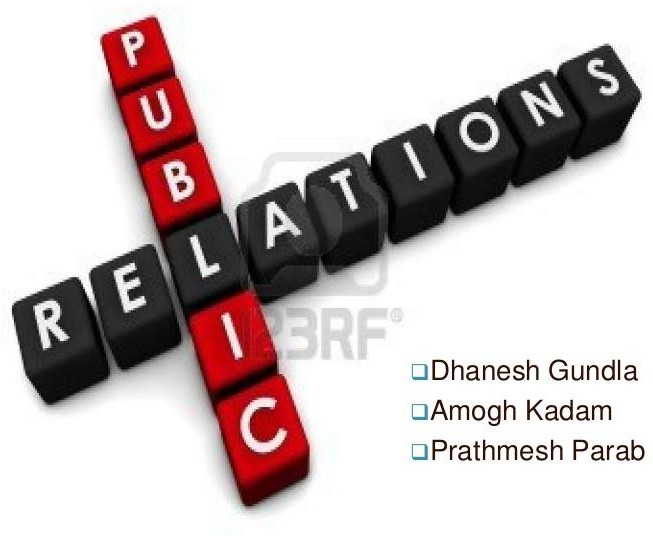 PUBLIC
RELATIONS
123RF®
Dhanesh Gundla
Amogh Kadam
Prathmesh Parab